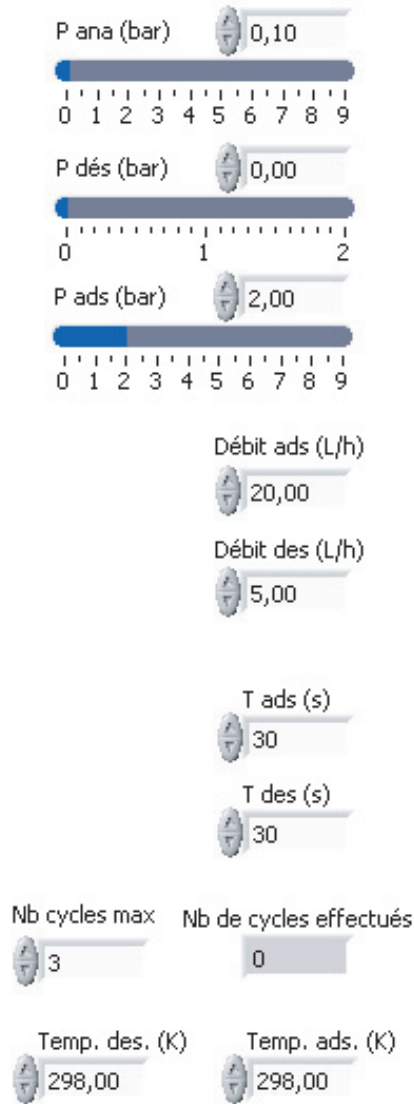 P ana (bar) 0,10
0 1 2 3 4 5 6 7 8 9
P dés (bar) 0,00
0 1 2
P ads (bar) 2,00
0 1 2 3 4 5 6 7 8 9
Débit ads (L/h)
20,00
Débit des (L/h)
5,00
T ads (s)
30
T des (s)
30
Nb cycles max Nb de cycles effectués
3 0
Temp. des. (K) Temp. ads. (K)
298,00 298,00